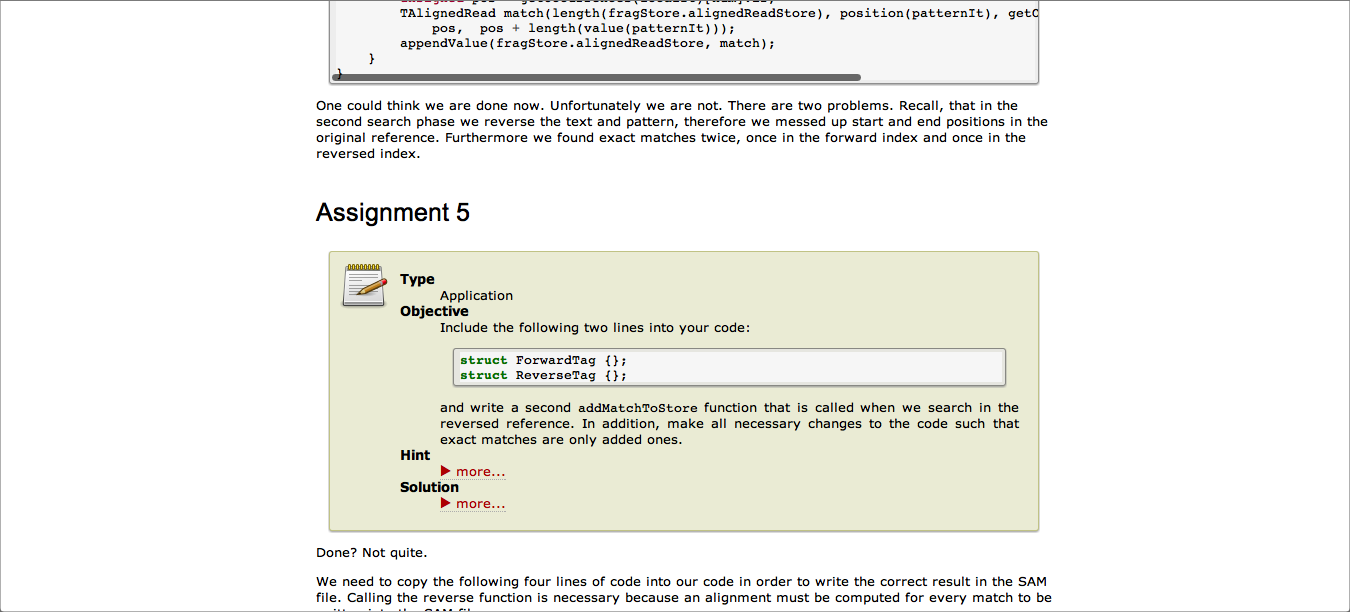 TAlignedRead match(length(fragStore.alignedReadStore), position(patternIt), getC
pos,  pos + length(value(patternIt)));
appendValue(fragStore.alignedReadStore, match);
}
}
One could think we are done now. Unfortunately we are not. There are two problems. Recall, that in the
second search phase we reverse the text and pattern, therefore we messed up start and end positions in the
original reference. Furthermore we found exact matches twice, once in the forward index and once in the
reversed index.
Assignment 5
Type
Application
Objective
Include the following two lines into your code:
struct ForwardTag {};
struct ReverseTag {};
and write a second addMatchToStore function that is called when we search in the
reversed reference. In addition, make all necessary changes to the code such that
exact matches are only added ones.
Hint
more...
Solution
more...
Done? Not quite.
We need to copy the following four lines of code into our code in order to write the correct result in the SAM
file. Calling the reverse function is necessary because an alignment must be computed for every match to be